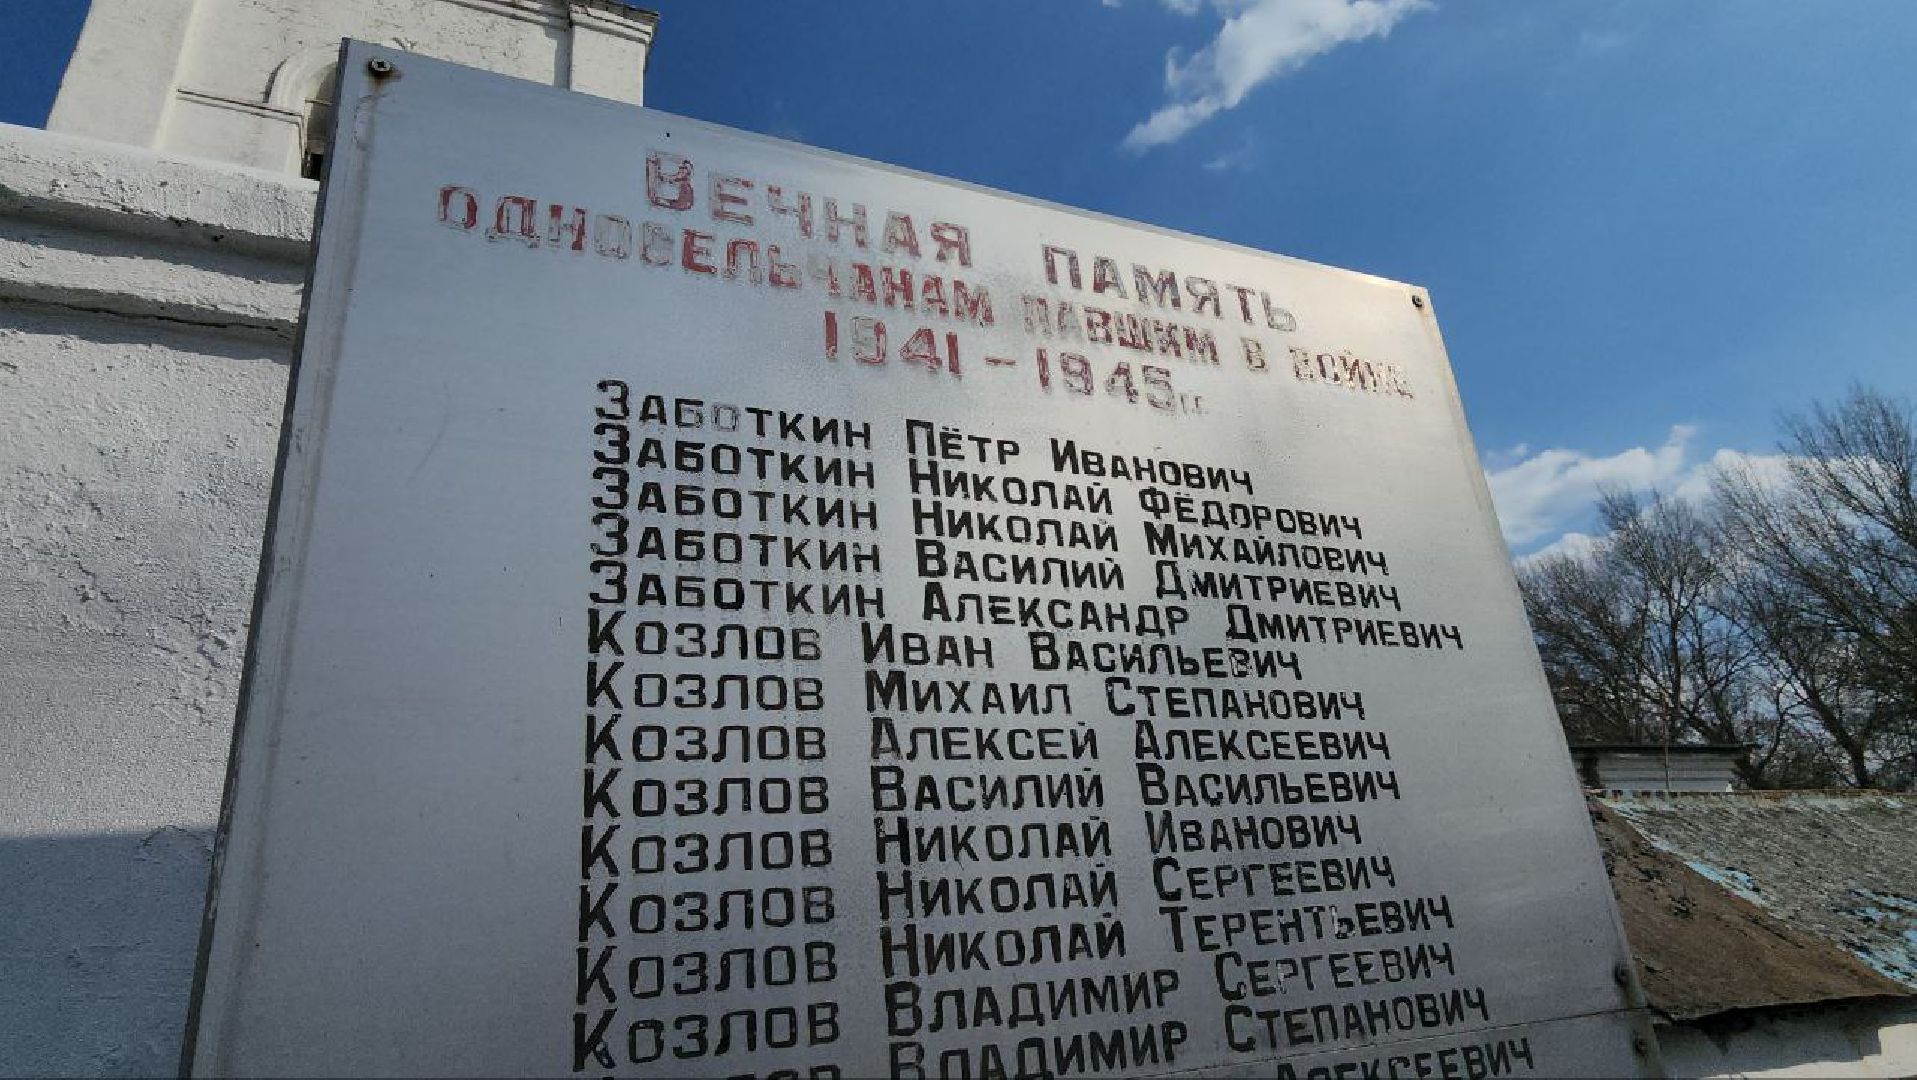 ВЕЧНАЯ ПАМЯТЬ
ОДНОСЕЛЬЧАНАМ ПАВШИМ В ВОЙНЕ
1941-1945гг.
ЗАБОТКИН ПЁТР ИВАНОВИЧ
ЗАБОТКИН НИКОЛАЙ ФЁДОРОВИЧ
ЗАБОТКИН НИКОЛАЙ МИХАЙЛОВИЧ
ЗАБОТКИН ВАСИЛИЙ ДМИТРИЕВИЧ
ЗАБОТКИН АЛЕКСАНДР ДМИТРИЕВИЧ
КОЗЛОВ ИВАН ВАСИЛЬЕВИЧ
КОЗЛОВ МИХАИЛ СТЕПАНОВИЧ
КОЗЛОВ АЛЕКСЕЙ АЛЕКСЕЕВИЧ
КОЗЛОВ ВАСИЛИЙ ВАСИЛЬЕВИЧ
КОЗЛОВ НИКОЛАЙ ИВАНОВИЧ
КОЗЛОВ НИКОЛАЙ СЕРГЕЕВИЧ
КОЗЛОВ НИКОЛАЙ ТЕРЕНТЬЕВИЧ
КОЗЛОВ ВЛАДИМИР СЕРГЕЕВИЧ
КОЗЛОВ ВЛАДИМИР СТЕПАНОВИЧ
АЛЕКСЕЕВИЧ